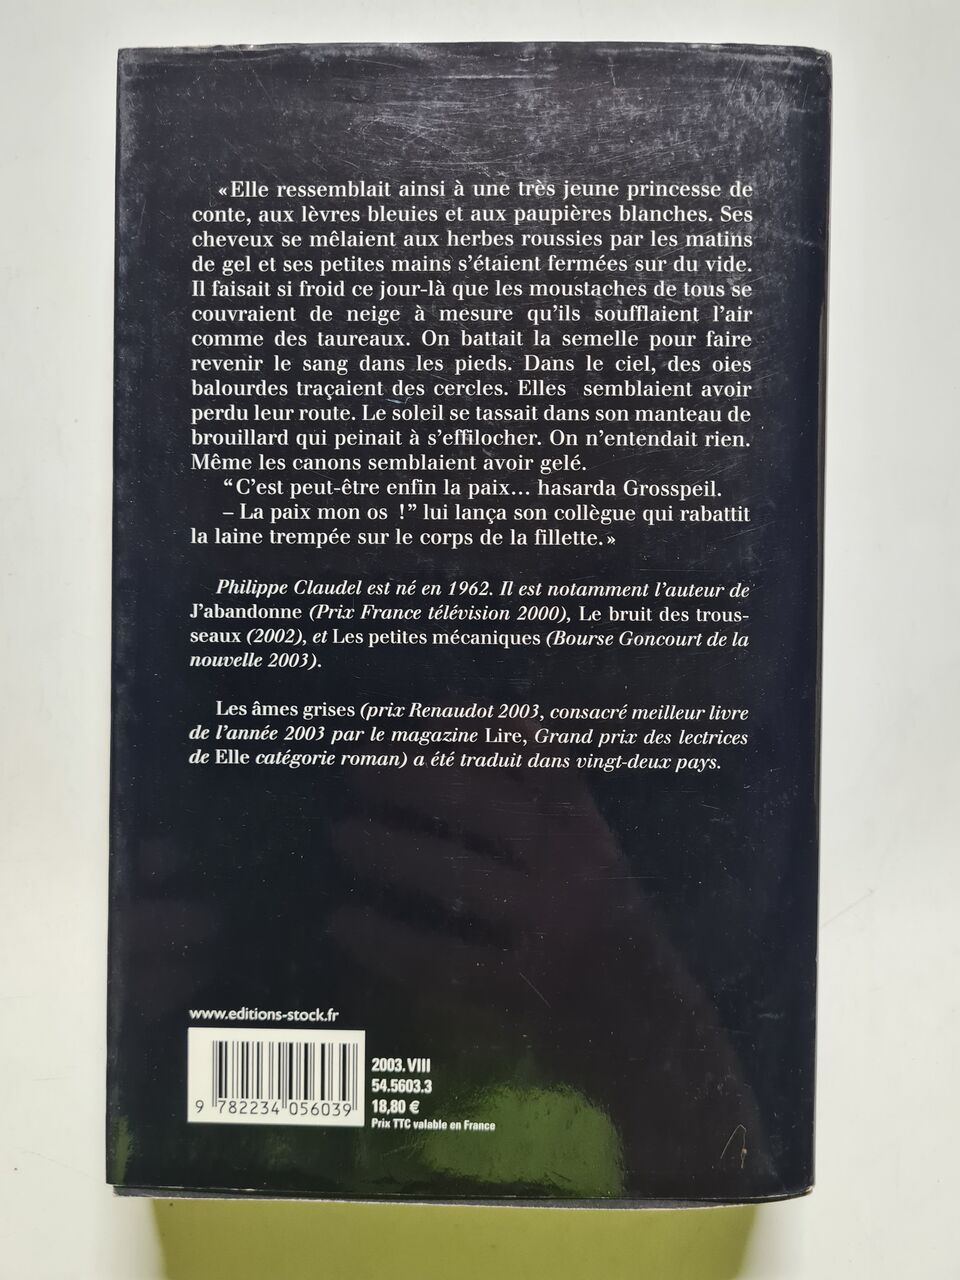 «Elle ressemblait ainsi à une très jeune princesse de
conte, aux lèvres bleuies et aux paupières blanches. Ses
cheveux se mêlaient aux herbes roussies par les matins
de gel et ses petites mains s’étaient fermées sur du vide.
Il faisait si froid ce jour-là que les moustaches de tous se
couvraient de neige à mesure qu’ils soufflaient l’air
comme des taureaux. On battait la semelle pour faire
revenir le sang dans les pieds. Dans le ciel, des oies
balourdes traçaient des cercles. Elles semblaient avoir
perdu leur route. Le soleil se tassait dans son manteau de
brouillard qui peinait à s’effilocher. On n’entendait rien.
Même les canons semblaient avoir gelé.
“C’est peut-être enfin la paix... hasarda Grosspeil.
– La paix mon os !” lui lança son collègue qui rabattit
la laine trempée sur le corps de la fillette.»
Philippe Claudel est né en 1962. Il est notamment l’auteur de
J’abandonne (Prix France télévision 2000), Le bruit des trous-
seaux (2002), et Les petites mécaniques (Bourse Goncourt de la
nouvelle 2003).
Les âmes grises (prix Renaudot 2003, consacré meilleur livre
de l’année 2003 par le magazine Lire, Grand prix des lectrices
de Elle catégorie roman) a été traduit dans vingt-deux pays.
www.editions-stock.fr
9 782234 056039
2003.VIII
54.5603.3
18,80 €
Prix TTC valable en France